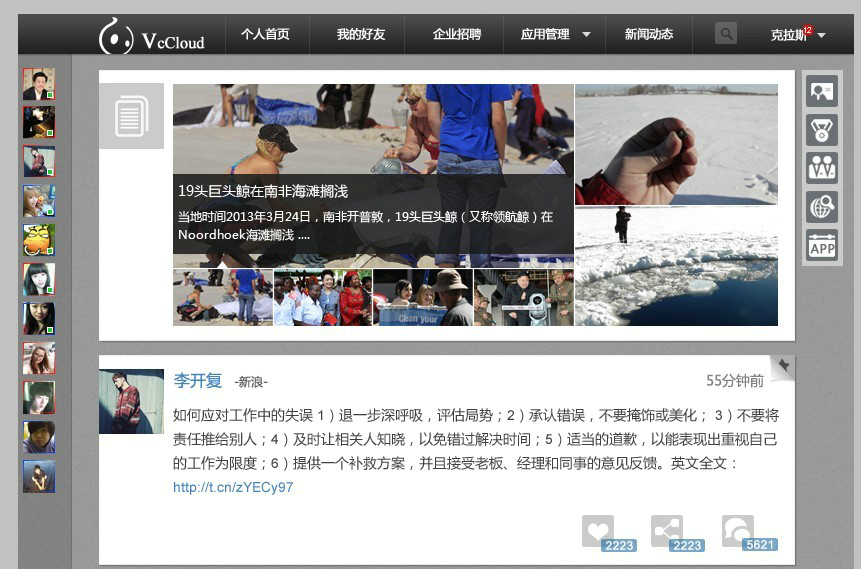 VcCloud
个人首页
我的好友
企业招聘
应用管理
新闻动态
克拉斯
12
19头巨头鲸在南非海滩搁浅
当地时间2013年3月24日，南非开普敦，19头巨头鲸（又称领航鲸）在
Noordhoek海滩搁浅 ....
Clean your
APP
李开复 -新浪-
55分钟前
如何应对工作中的失误 1）退一步深呼吸，评估局势；2）承认错误，不要掩饰或美化； 3）不要将
责任推给别人；4）及时让相关人知晓，以免错过解决时间；5）适当的道歉，以能表现出重视自己
的工作为限度；6）提供一个补救方案，并且接受老板、经理和同事的意见反馈。英文全文：
http://t.cn/zYECy97
2223
2223
5621